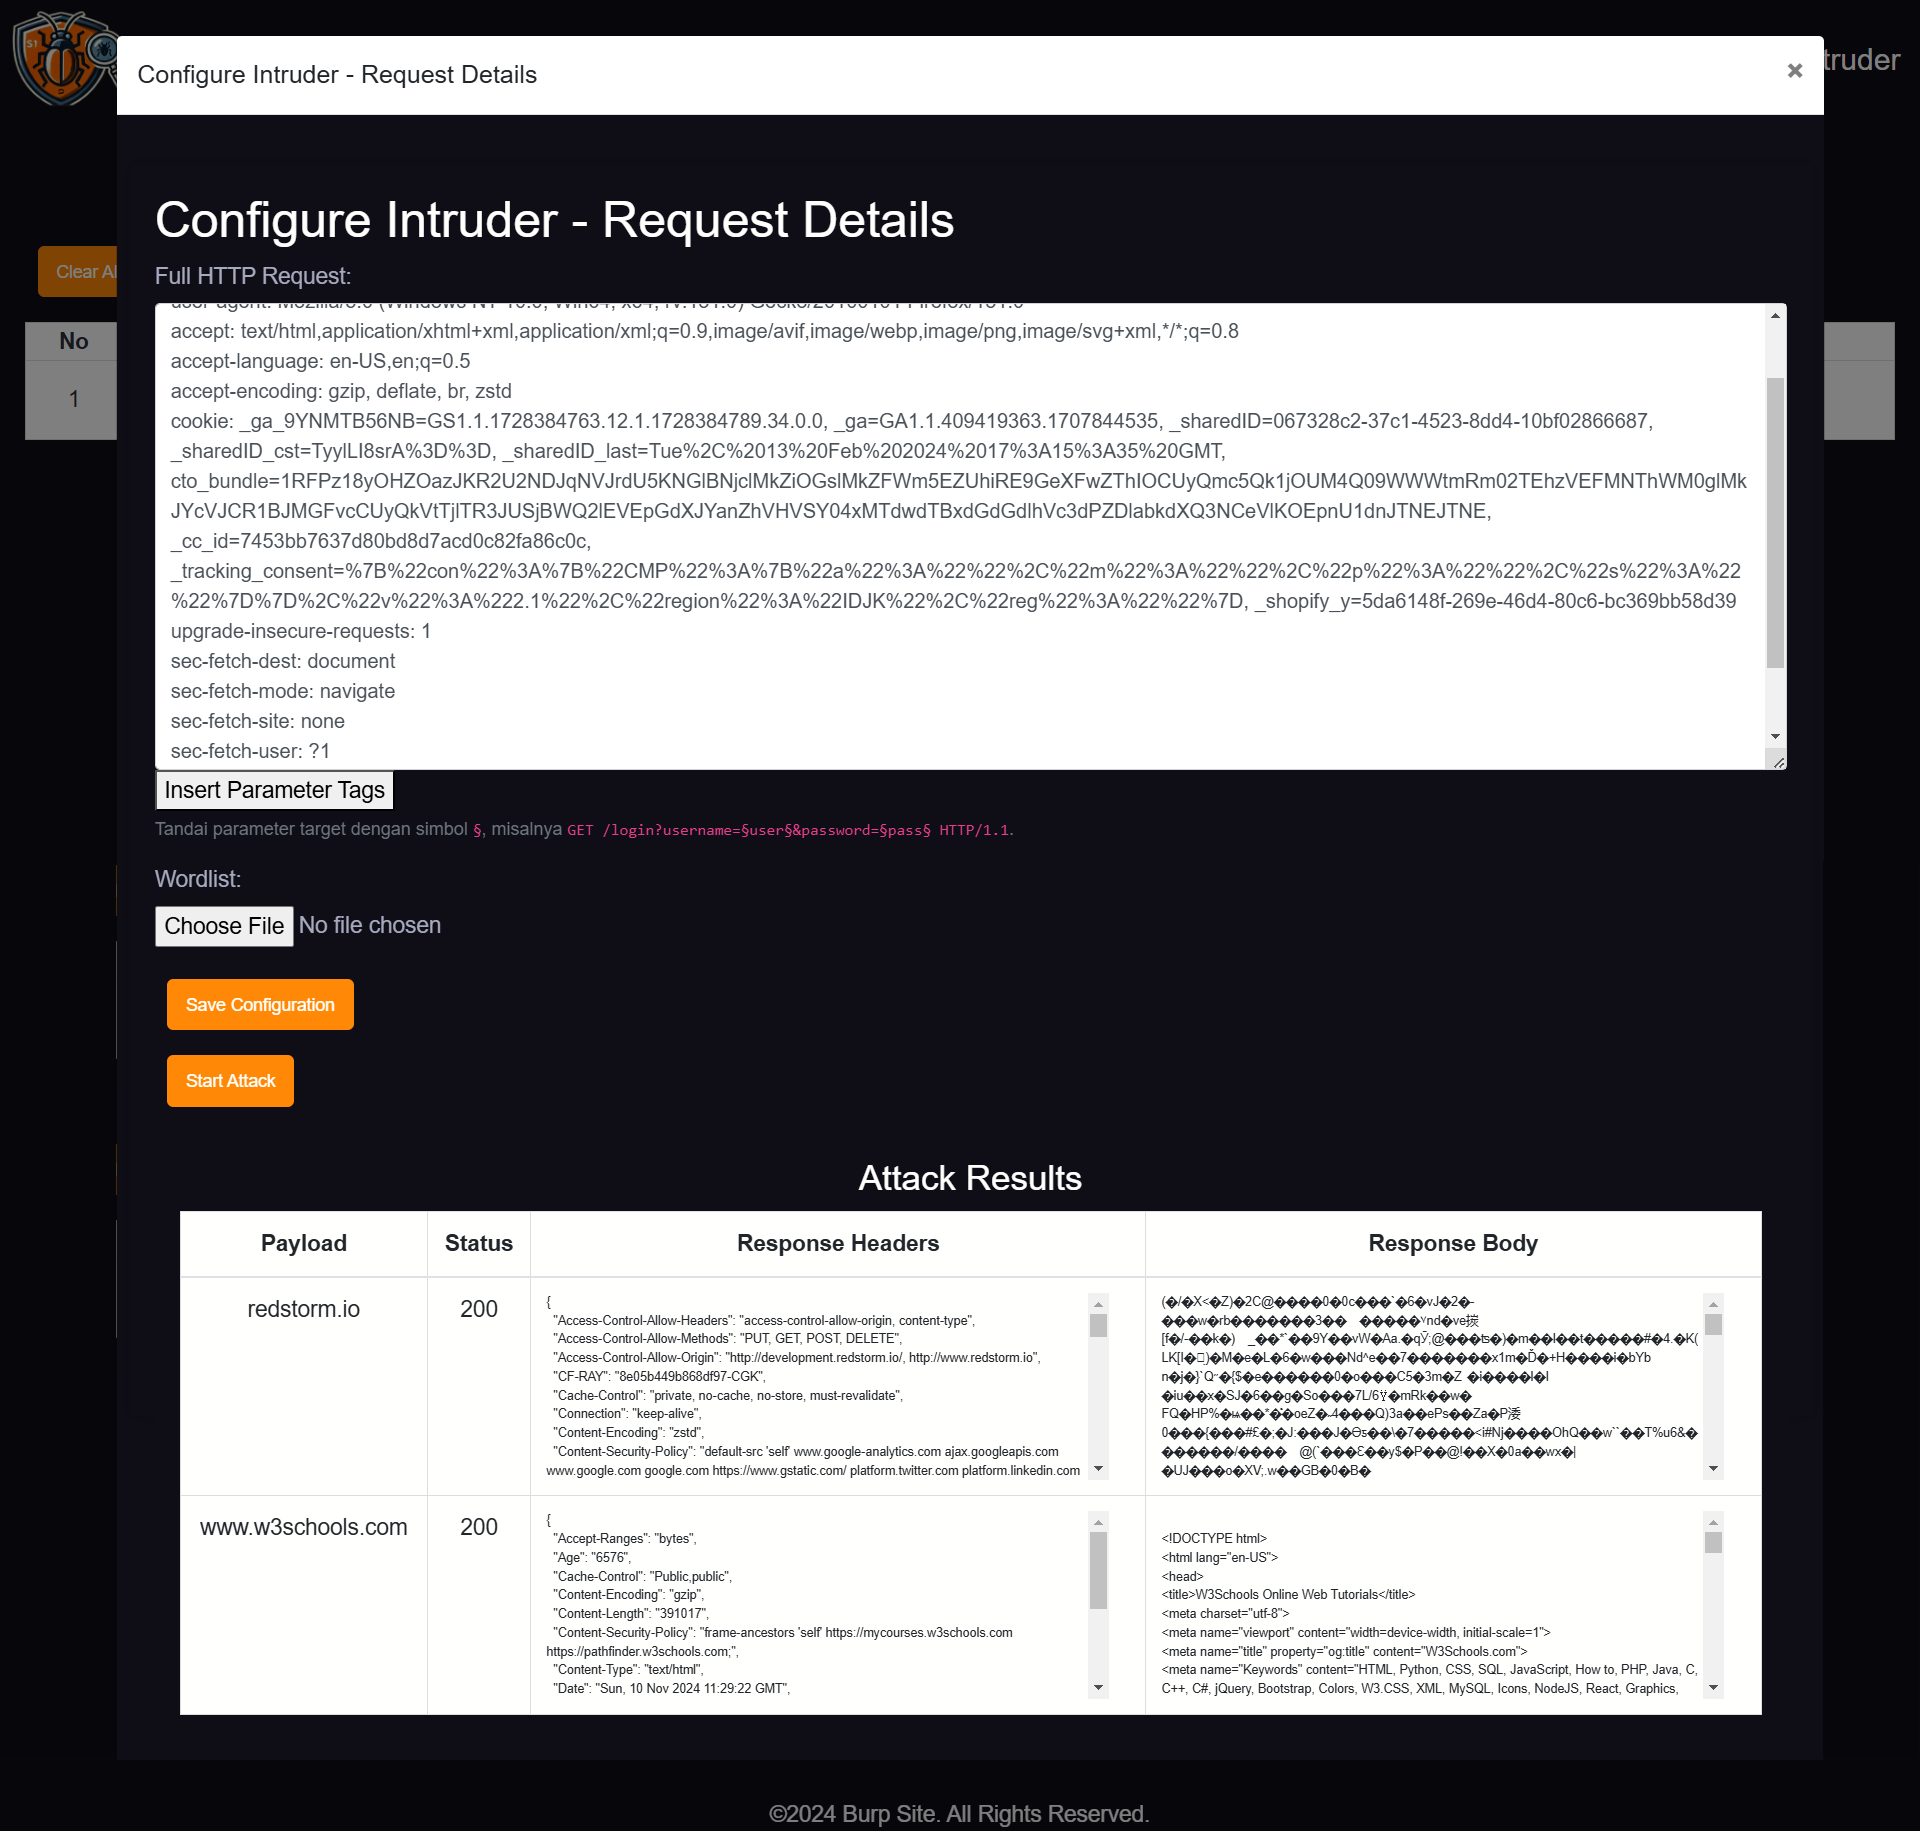 Configure Intruder - Request Details
×
truder
Configure Intruder - Request Details
Clear Al
Full HTTP Request:
No
1
accept: text/html,application/xhtml+xml,application/xml;q=0.9,image/avif,image/webp,image/png,image/svg+xml,*/*;q=0.8
accept-language: en-US,en;q=0.5
accept-encoding: gzip, deflate, br, zstd
cookie: _ga_9YNMTB56NB=GS1.1.1728384763.12.1.1728384789.34.0.0, _ga=GA1.1.409419363.1707844535, _sharedID=067328c2-37c1-4523-8dd4-10bf02866687,
_sharedID_cst=TyylLI8srA%3D%3D, _sharedID_last=Tue%2C%2013%20Feb%202024%2017%3A15%3A35%20GMT,
_cc_id=7453bb7637d80bd8d7acd0c82fa86c0c,
_tracking_consent=%7B%22con%22%3A%7B%22CMP%22%3A%7B%22a%22%3A%22%22%2C%22m%22%3A%22%22%2C%22p%22%3A%22%22%2C%22s%22%3A%22
%22%7D%7D%2C%22v%22%3A%222.1%22%2C%22region%22%3A%22IDJK%22%2C%22reg%22%3A%22%22%7D, _shopify_y=5da6148f-269e-46d4-80c6-bc369bb58d39
upgrade-insecure-requests: 1
sec-fetch-dest: document
sec-fetch-mode: navigate
sec-fetch-site: none
sec-fetch-user: ?1
Insert Parameter Tags
Tandai parameter target dengan simbol §, misalnya GET /login?username=§user§&password=§pass§ HTTP/1.1.
Wordlist:
Choose File No file chosen
Save Configuration
Start Attack
Attack Results
Payload Status Response Headers Response Body
redstorm.io 200
{
"Access-Control-Allow-Headers": "access-control-allow-origin, content-type",
"Access-Control-Allow-Methods": "PUT, GET, POST, DELETE",
"Access-Control-Allow-Origin": "http://development.redstorm.io/, http://www.redstorm.io",
"CF-RAY": "8e05b449b868df97-CGK",
"Cache-Control": "private, no-cache, no-store, must-revalidate",
"Connection": "keep-alive",
"Content-Encoding": "zstd",
"Content-Security-Policy": "default-src 'self' www.google-analytics.com ajax.googleapis.com
www.google.com google.com https://www.gstatic.com/ platform.twitter.com platform.linkedin.com
www.w3schools.com 200
{
"Accept-Ranges": "bytes",
"Age": "6576",
"Cache-Control": "Public,public",
"Content-Encoding": "gzip",
"Content-Length": "391017",
"Content-Security-Policy": "frame-ancestors 'self' https://mycourses.w3schools.com
https://pathfinder.w3schools.com;",
"Content-Type": "text/html",
"Date": "Sun, 10 Nov 2024 11:29:22 GMT",
<!DOCTYPE html>
<html lang="en-US">
<head>
<title>W3Schools Online Web Tutorials</title>
<meta charset="utf-8">
<meta name="viewport" content="width=device-width, initial-scale=1">
<meta name="title" property="og:title" content="W3Schools.com">
<meta name="Keywords" content="HTML, Python, CSS, SQL, JavaScript, How to, PHP, Java, C,
C++, C#, jQuery, Bootstrap, Colors, W3.CSS, XML, MySQL, Icons, NodeJS, React, Graphics,
©2024 Burp Site. All Rights Reserved.